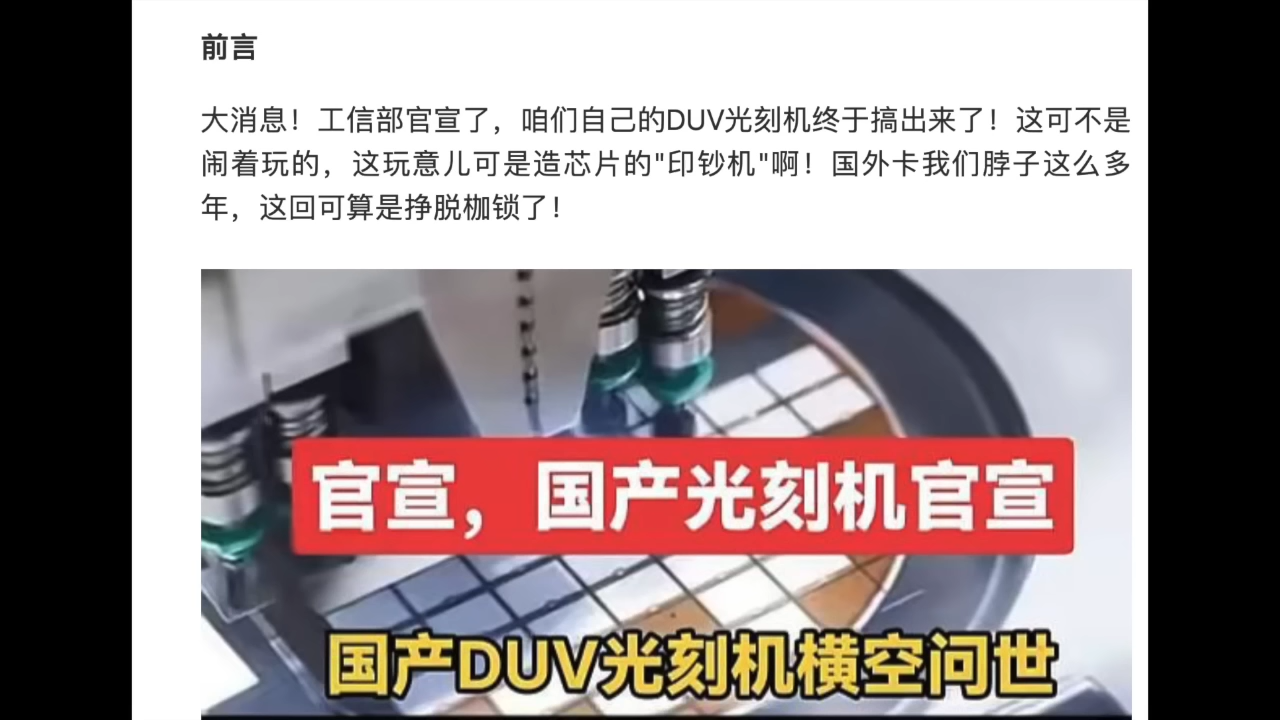 前言
大消息！工信部官宣了，咱们自己的DUV光刻机终于搞出来了！这可不是
闹着玩的，这玩意儿可是造芯片的"印钞机"啊！国外卡我们脖子这么多
年，这回可算是挣脱枷锁了！
官宣，国产光刻机官宣
国产DUV光刻机横空问世